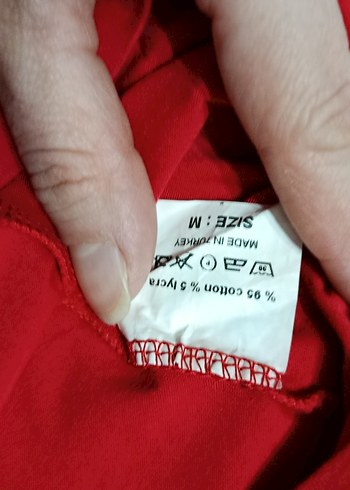 % 95 cotton % 5 lycra
P
MADE IN TURKEY
SIZE : M